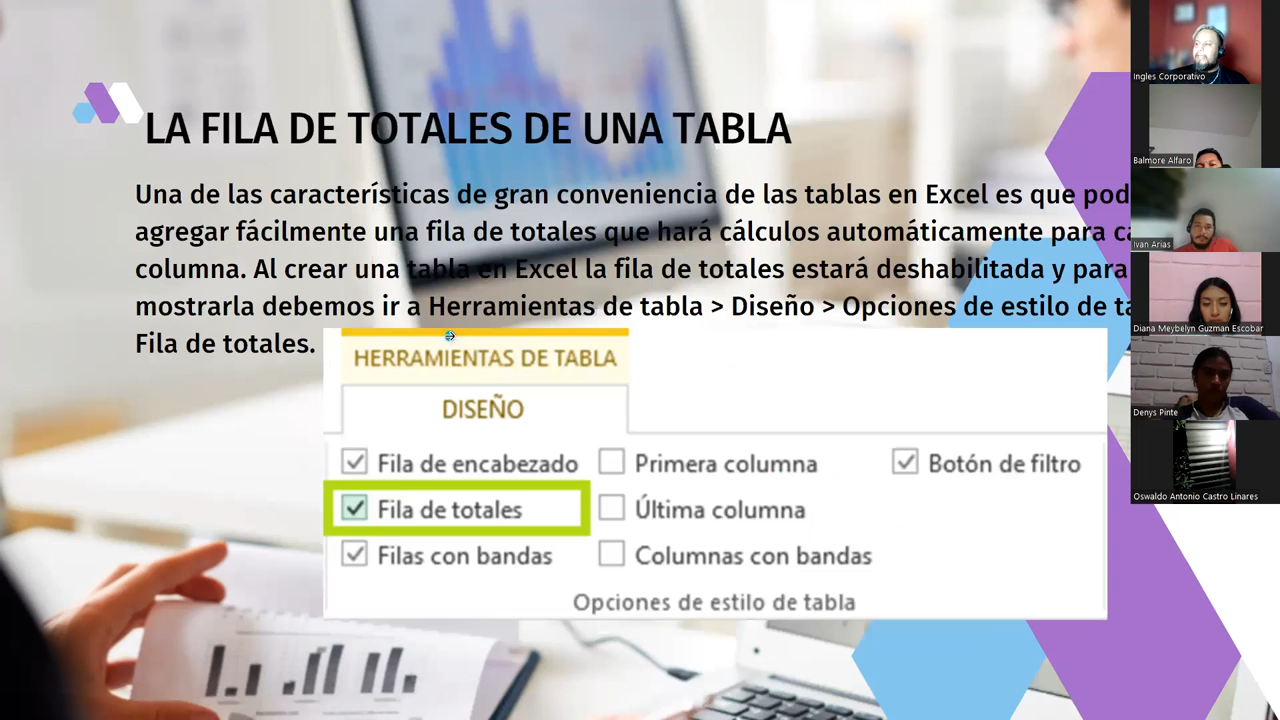 LA FILA DE TOTALES DE UNA TABLA
Una de las características de gran conveniencia de las tablas en Excel es que
agregar fácilmente una fila de totales que hará cálculos automáticamente para
columna. Al crear una tabla en Excel la fila de totales estará deshabilitada y para
mostrarla debemos ir a Herramientas de tabla > Diseño > Opciones de estilo de
Fila de totales.
HERRAMIENTAS DE TABLA
DISEÑO
Fila de encabezado Primera columna Botón de filtro
Fila de totales Última columna
Filas con bandas Columnas con bandas
Opciones de estilo de tabla
Ingles Corporativo
Balmore Alfaro
Ivan Arias
Diana Meybelyn Guzman Escobar
Denys Pinte
Oswaldo Antonio Castro Linares